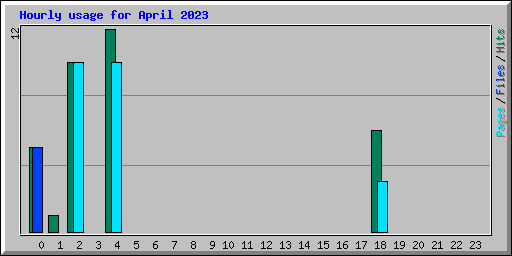 Hourly usage for April 2023
12
Pages/Files/Hits
0 1 2 3 4 5 6 7 8 9 10 11 12 13 14 15 16 17 18 19 20 21 22 23